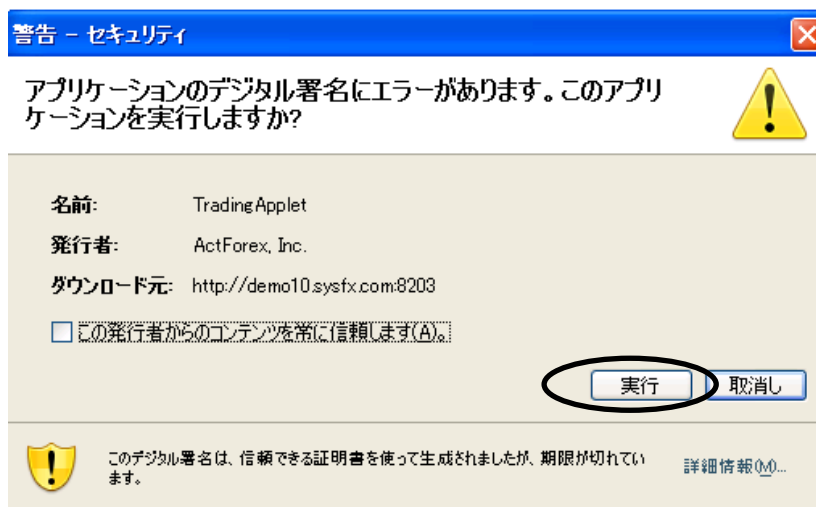 警告 - セキュリティ
アプリケーションのデジタル署名にエラーがあります。このアプリ
ケーションを実行しますか?
名前: TradingApplet
発行者: ActForex, Inc.
ダウンロード元: http://demo10.sysfx.com:8203
この発行者からのコンテンツを常に信頼します(A)。
実行 取消し
このデジタル署名は、信頼できる証明書を使って生成されましたが、期限が切れてい
ます。
詳細情報(M)...